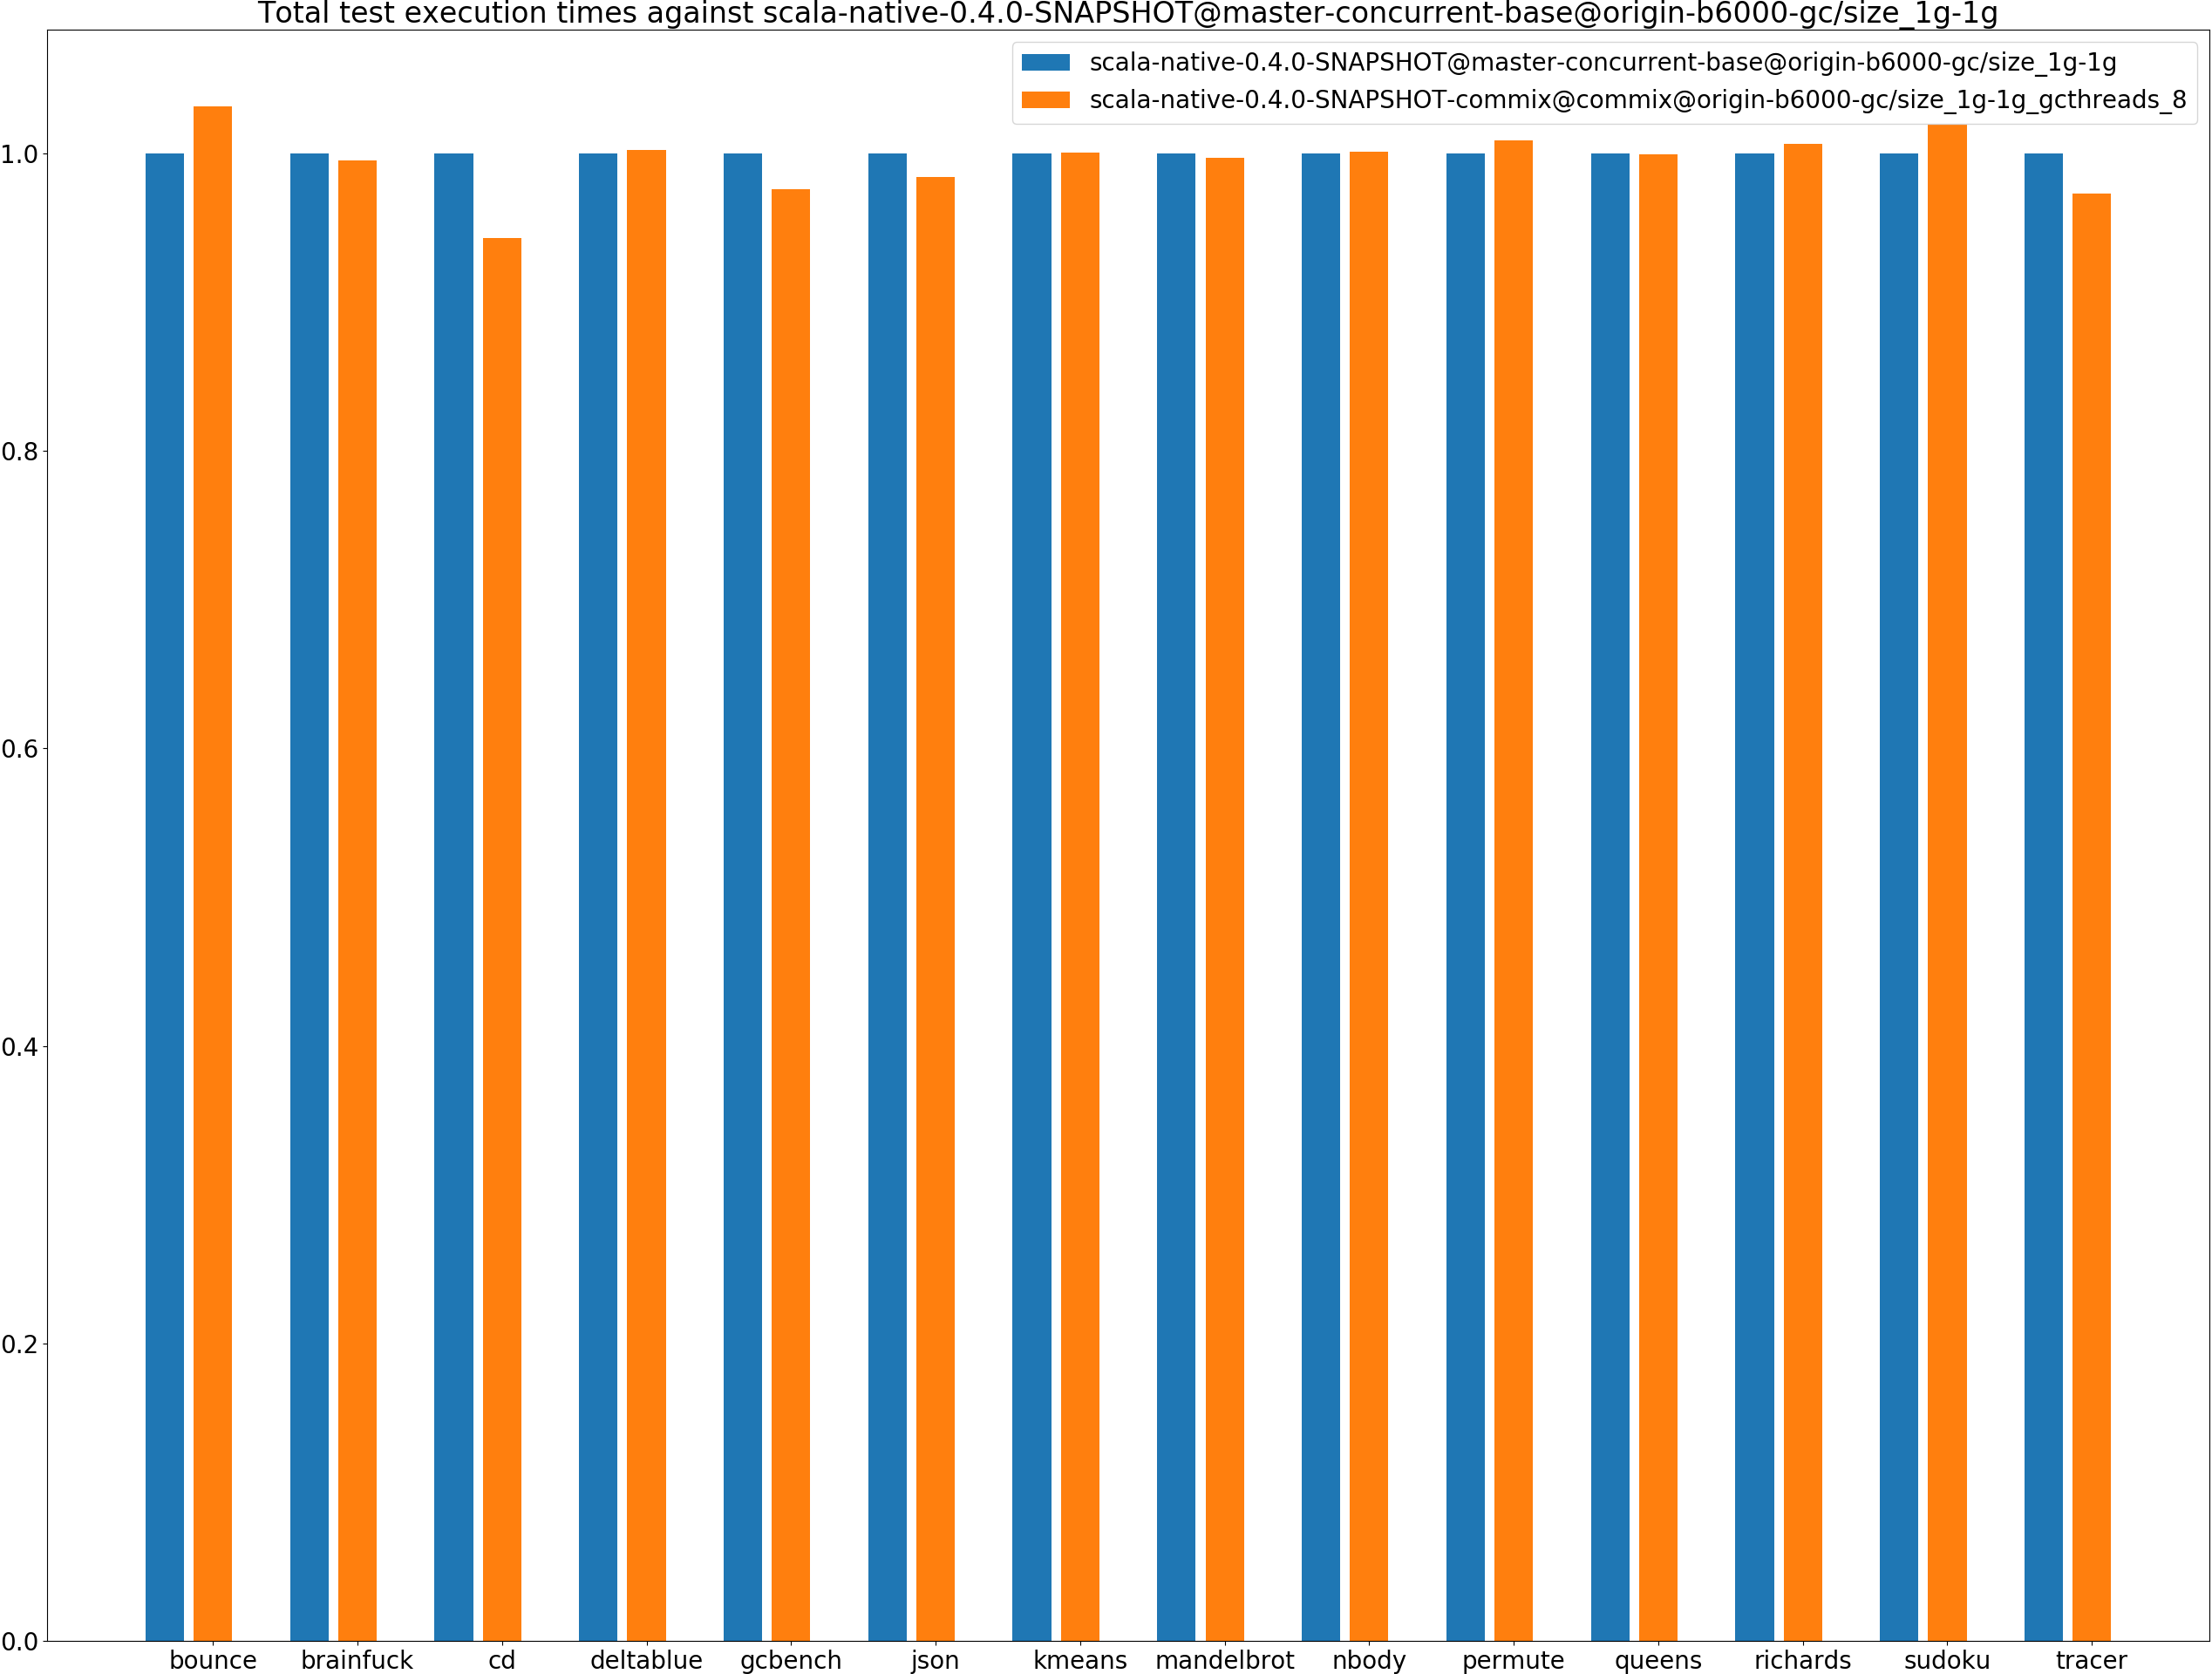 Total test execution times against scala-native-0.4.0-SNAPSHOT@master-concurrent-base@origin-b6000-gc/size_1g-1g
scala-native-0.4.0-SNAPSHOT@master-concurrent-base@origin-b6000-gc/size_1g-1g
scala-native-0.4.0-SNAPSHOT-commix@commix@origin-b6000-gc/size_1g-1g_gcthreads_8
1.0
0.8
0.6
0.4
0.2
0.0
bounce brainfuck cd deltablue gcbench json kmeans mandelbrot nbody permute queens richards sudoku tracer